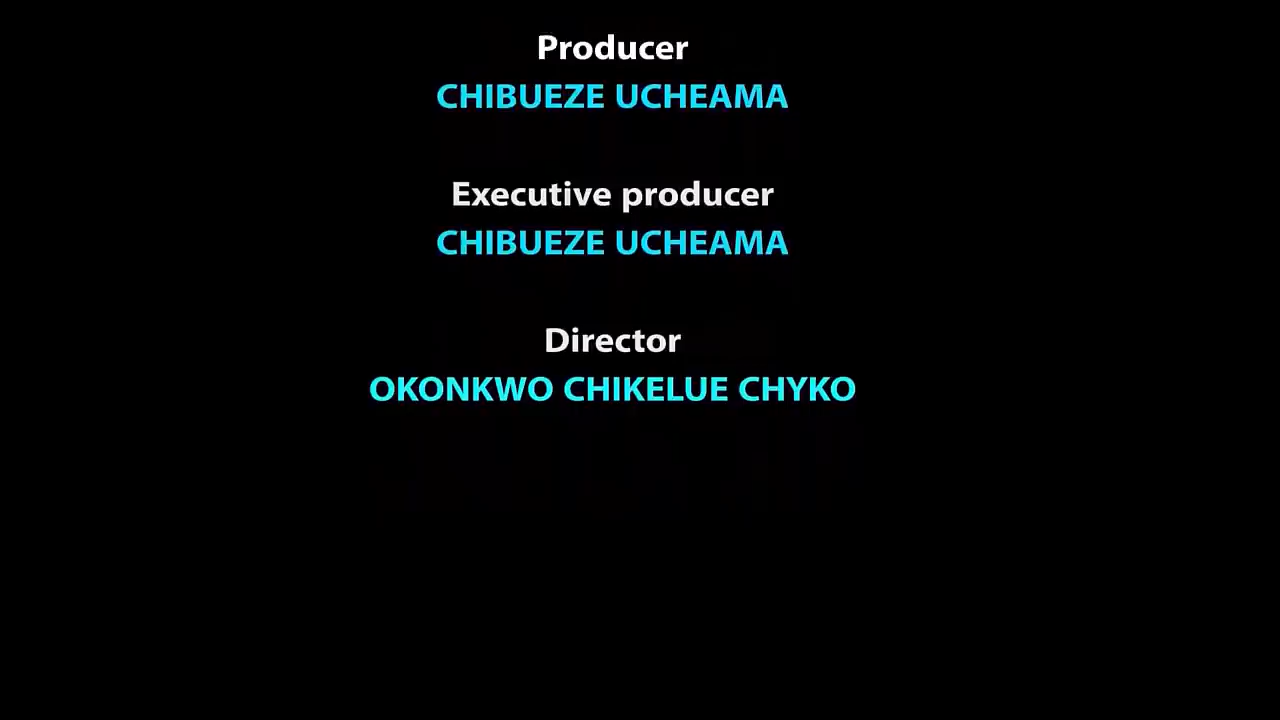 Producer
CHIBUEZE UCHEAMA
Executive producer
CHIBUEZE UCHEAMA
Director
OKONKWO CHIKELUE CHYKO